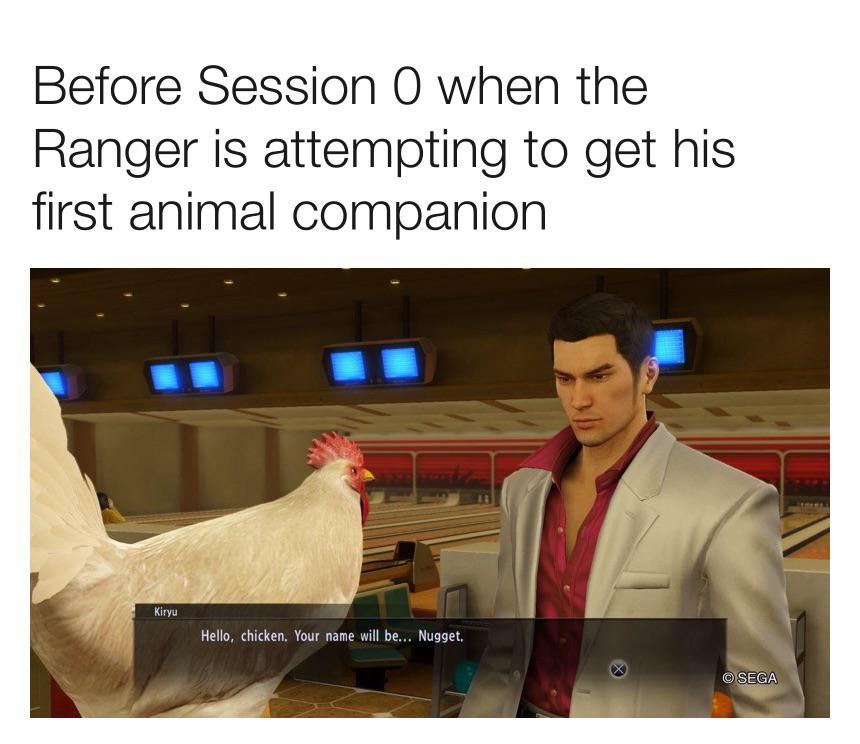 Before Session 0 when the
Ranger is attempting to get his
first animal companion
Kiryu
Hello, chicken. Your name will be... Nugget.
© SEGA